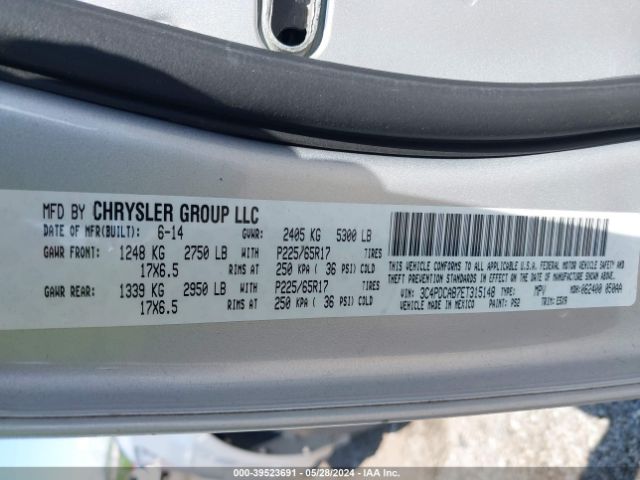 MFD BY CHRYSLER GROUP LLC
DATE OF MFR(BUILT): 6-14 GVWR: 2405 KG 5300 LB
GAWR FRONT: 1248 KG 2750 LB WITH P225/65R17 TIRES
17X6.5 RIMS AT 250 KPA ( 36 PSI) COLD
GAWR REAR: 1339 KG 2950 LB WITH P225/65R17 TIRES
17X6.5 RIMS AT 250 KPA ( 36 PSI) COLD
THIS VEHICLE CONFORMS TO ALL APPLICABLE U.S.A. FEDERAL MOTOR VEHICLE SAFETY AND
THEFT PREVENTION STANDARDS IN EFFECT ON THE DATE OF MANUFACTURE SHOWN ABOVE.
VIN: 3C4PDCAB7ET315148 TYPE: MPV MDH: 062400 050AA
VEHICLE MADE IN MEXICO PAINT: PS2 TRIM:
000-39523691 - 05/28/2024 - IAA Inc.